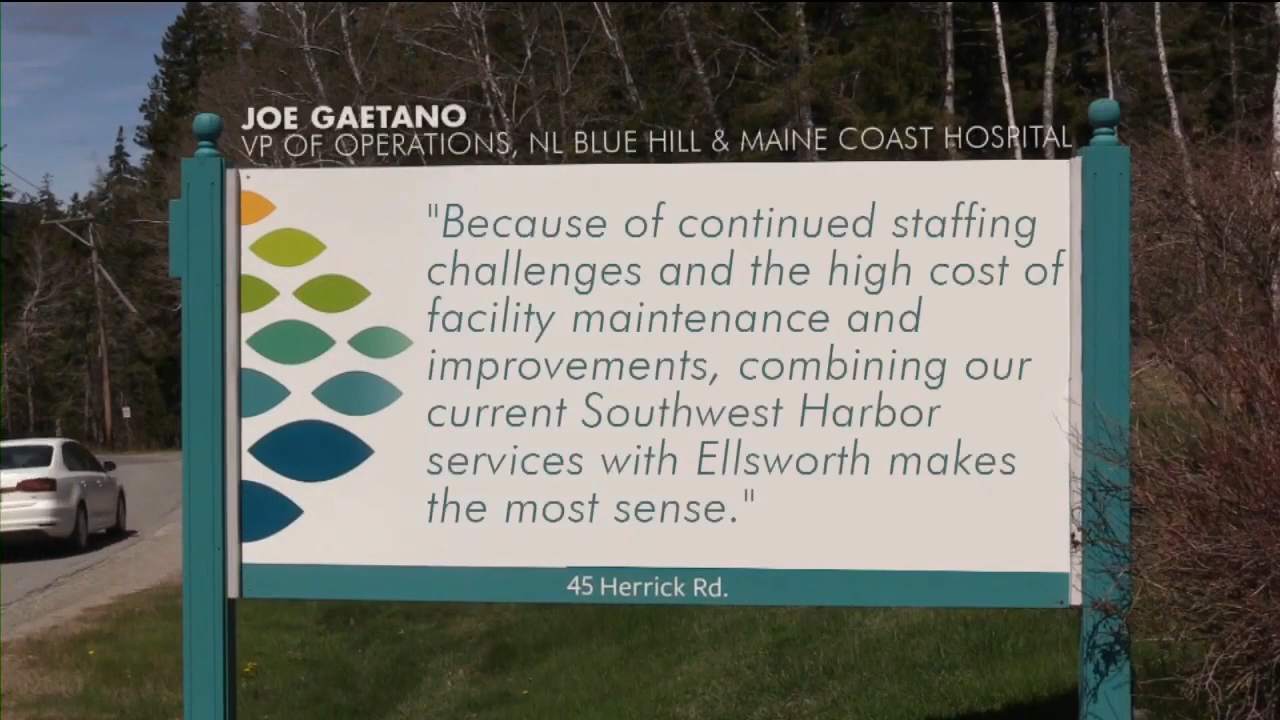 JOE GAETANO
VP OF OPERATIONS, NL BLUE HILL & MAINE COAST HOSPITAL
"Because of continued staffing
challenges and the high cost of
facility maintenance and
improvements, combining our
current Southwest Harbor
services with Ellsworth makes
the most sense."
45 Herrick Rd.